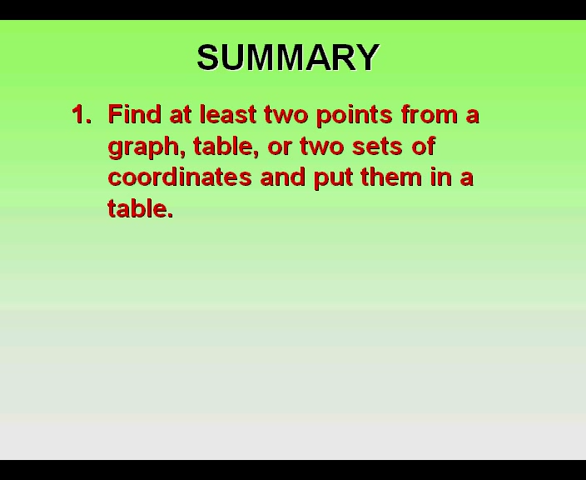 SUMMARY
1. Find at least two points from a
graph, table, or two sets of
coordinates and put them in a
table.